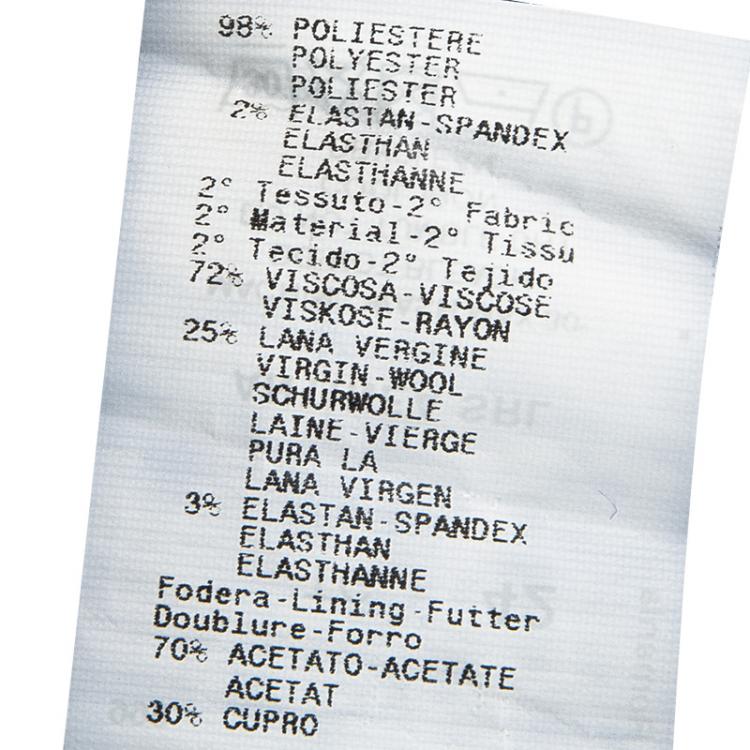 98% POLIESTERE
POLYESTER
POLIESTER
2% ELASTAN-SPANDEX
ELASTHAN
ELASTHANNE
2° Tessuto-2° Fabric
2° Material-2° Tissu
2° Tecido-2° Tejido
72% VISCOSA-VISCOSE
VISKOSE-RAYON
25% LANA VERGINE
VIRGIN-WOOL
SCHURWOLLE
LAINE-VIERGE
PURA LA
LANA VIRGEN
3% ELASTAN-SPANDEX
ELASTHAN
ELASTHANNE
Fodera-Lining-Futter
Doublure-Forro
70% ACETATO-ACETATE
ACETAT
30% CUPRO